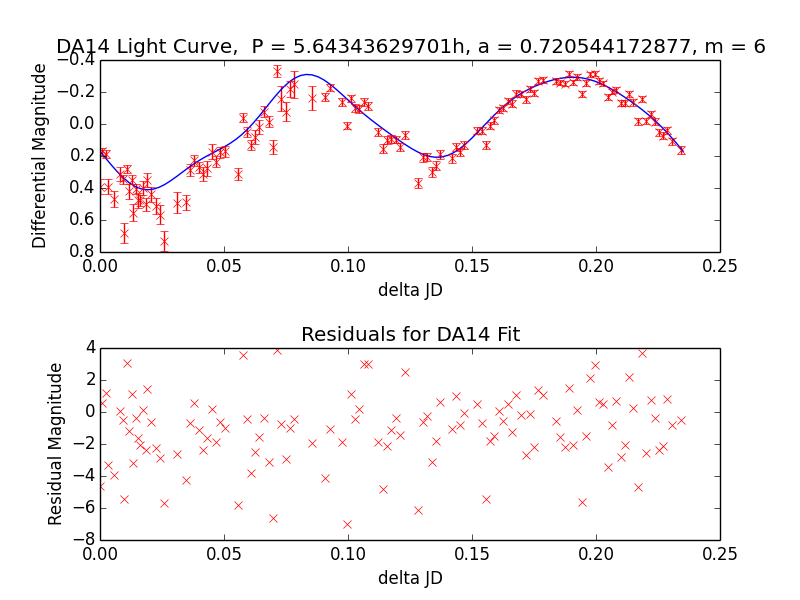 DA14 Light Curve,  P = 5.64343629701h, a = 0.720544172877, m = 6
Differential Magnitude
−0.4
−0.2
0.0
0.2
0.4
0.6
0.8
0.00 0.05 0.10 0.15 0.20 0.25
delta JD
Residuals for DA14 Fit
Residual Magnitude
4
2
0
−2
−4
−6
−8
0.00 0.05 0.10 0.15 0.20 0.25
delta JD